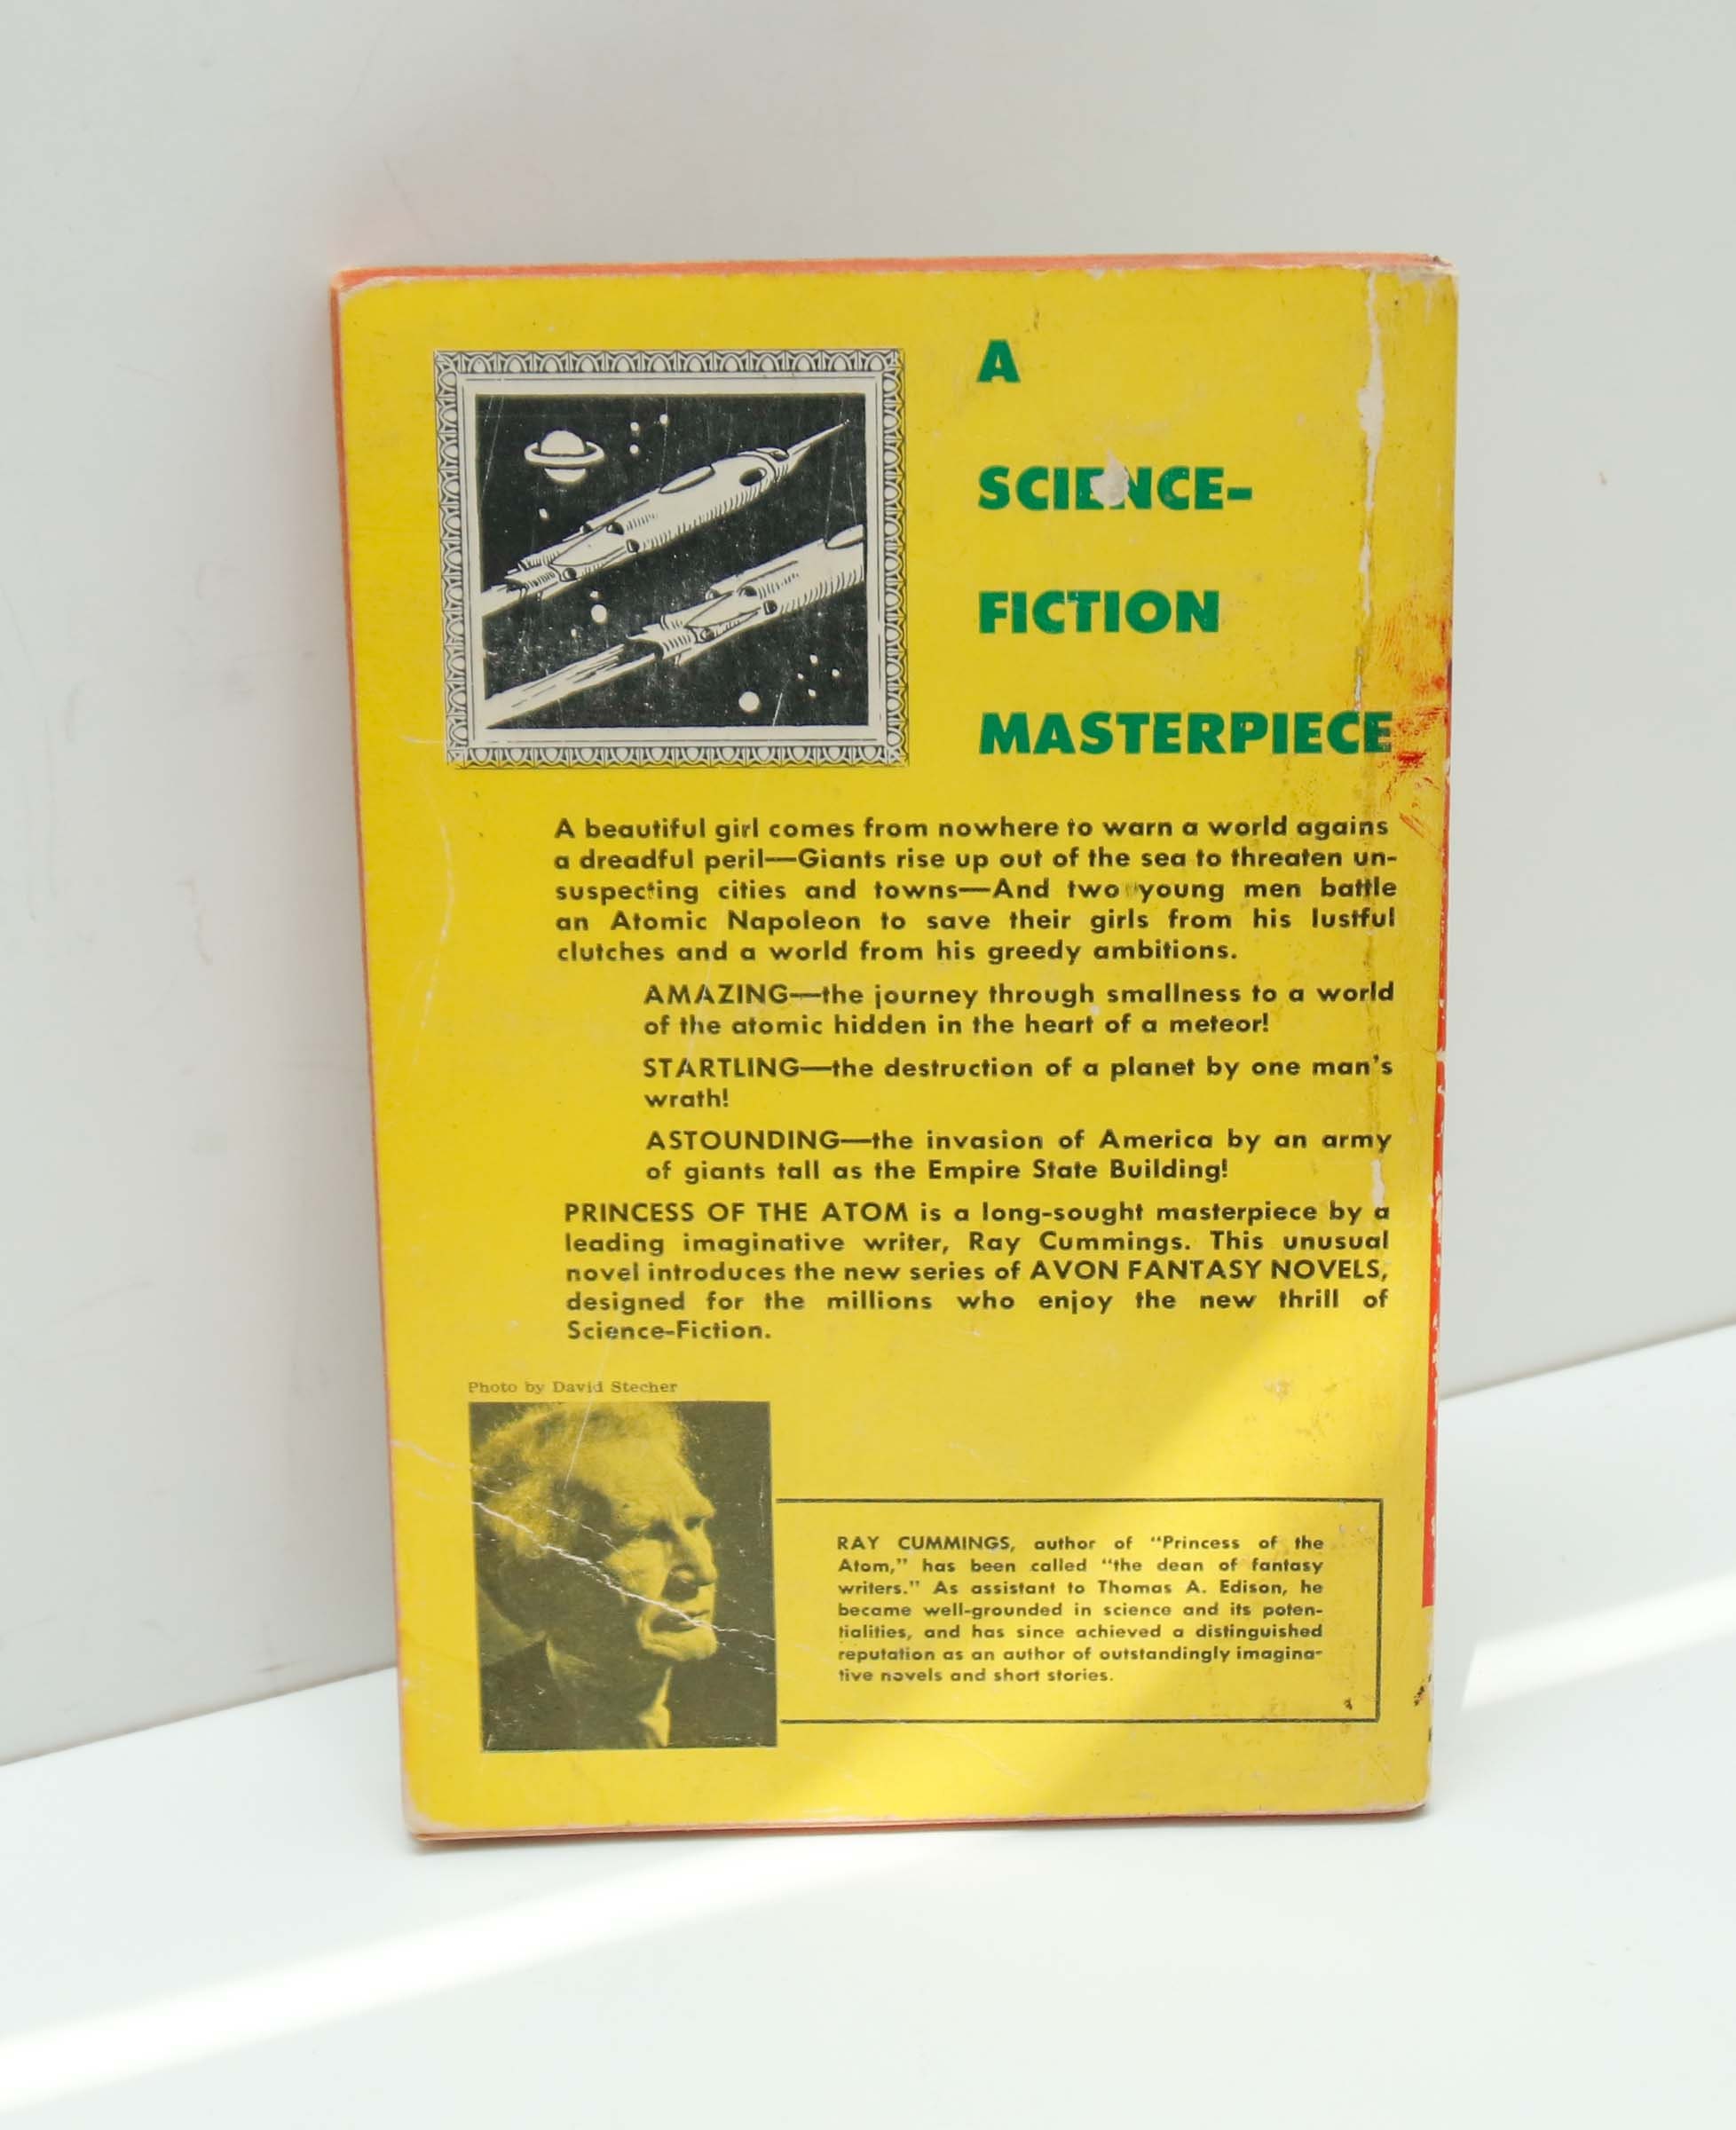 A
SCIENCE-
FICTION
MASTERPIECE
A beautiful girl comes from nowhere to warn a world agains
a dreadful peril—Giants rise up out of the sea to threaten un-
suspecting cities and towns—And two young men battle
an Atomic Napoleon to save their girls from his lustful
clutches and a world from his greedy ambitions.
AMAZING—the journey through smallness to a world
of the atomic hidden in the heart of a meteor!
STARTLING—the destruction of a planet by one man's
wrath!
ASTOUNDING—the invasion of America by an army
of giants tall as the Empire State Building!
PRINCESS OF THE ATOM is a long-sought masterpiece by a
leading imaginative writer, Ray Cummings. This unusual
novel introduces the new series of AVON FANTASY NOVELS,
designed for the millions who enjoy the new thrill of
Science-Fiction.
Photo by David Stecher
RAY CUMMINGS, author of "Princess of the
Atom," has been called "the dean of fantasy
writers." As assistant to Thomas A. Edison, he
became well-grounded in science and its poten-
tialities, and has since achieved a distinguished
reputation as an author of outstandingly imagina-
tive novels and short stories.